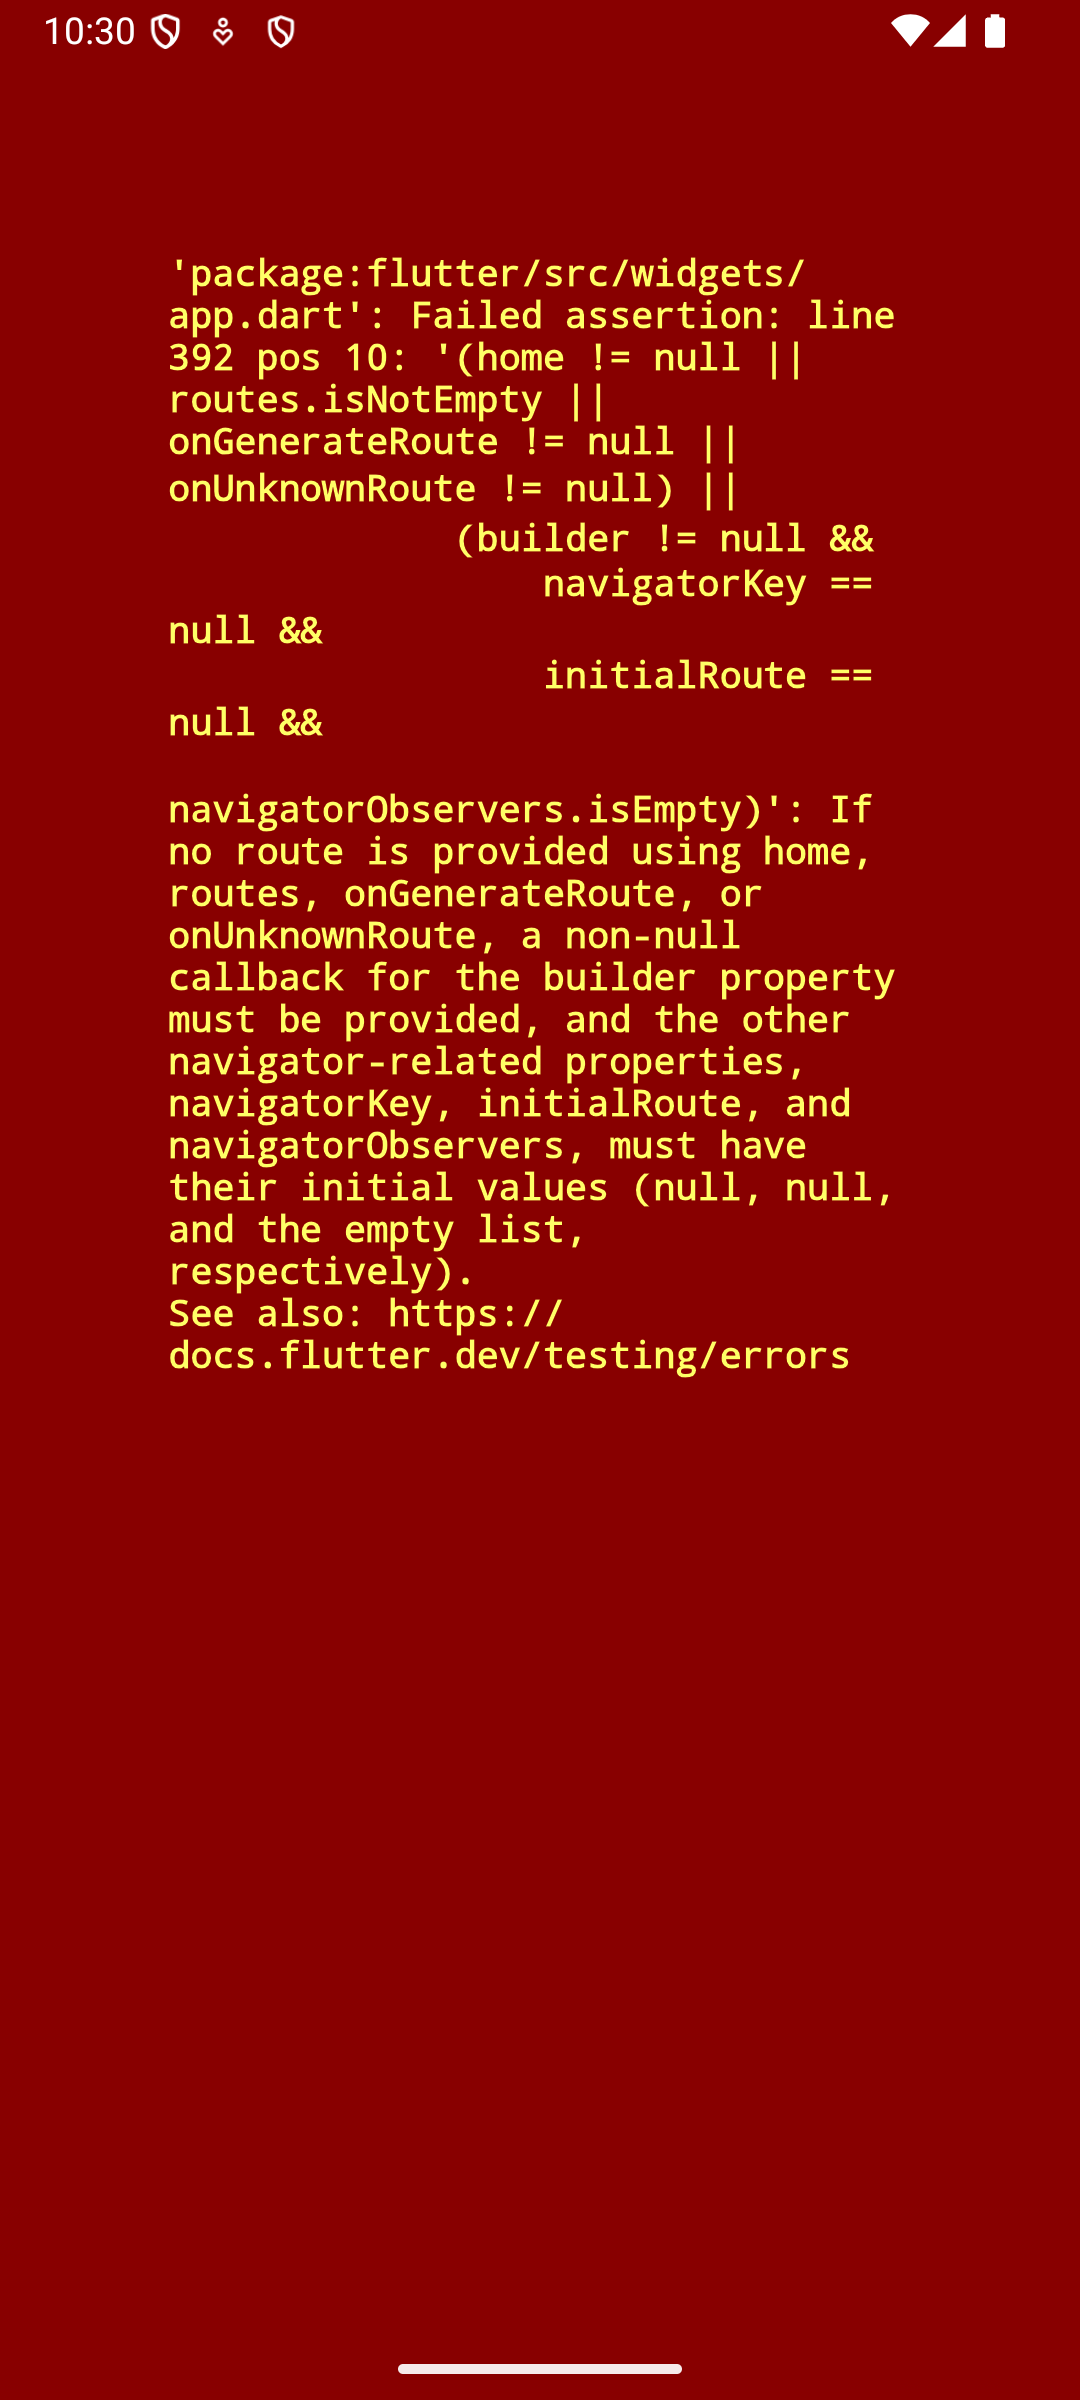 10:30
'package:flutter/src/widgets/
app.dart': Failed assertion: line
392 pos 10: '(home != null ||
routes.isNotEmpty ||
onGenerateRoute != null ||
onUnknownRoute != null) ||
(builder != null &&
navigatorKey ==
null &&
initialRoute ==
null &&
navigatorObservers.isEmpty)': If
no route is provided using home,
routes, onGenerateRoute, or
onUnknownRoute, a non-null
callback for the builder property
must be provided, and the other
navigator-related properties,
navigatorKey, initialRoute, and
navigatorObservers, must have
their initial values (null, null,
and the empty list,
respectively).
See also: https://
docs.flutter.dev/testing/errors